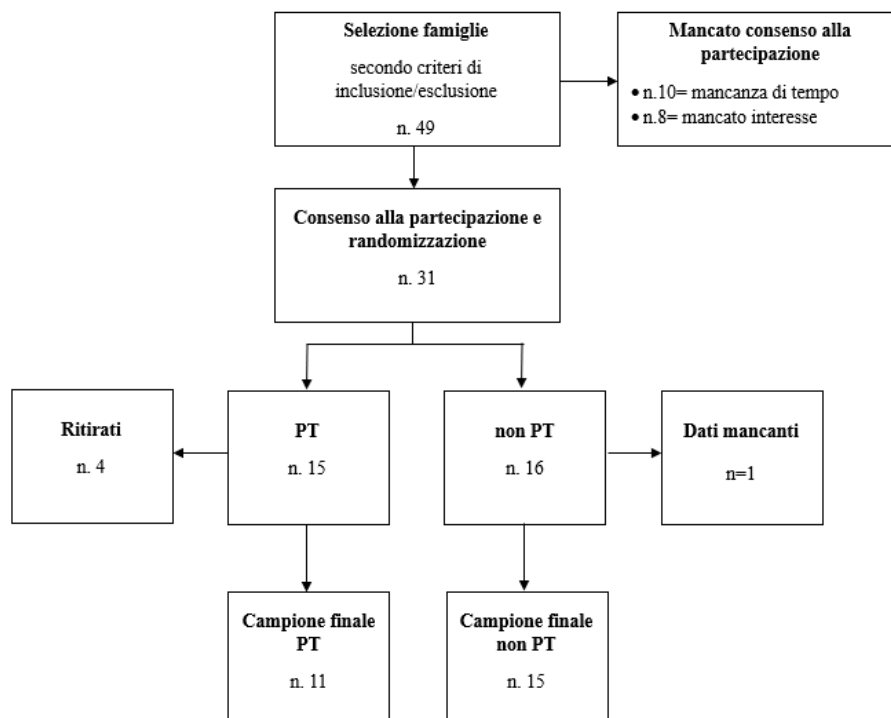 Selezione famiglie
secondo criteri di
inclusione/esclusione
n. 49
Mancato consenso alla
partecipazione
• n.10= mancanza di tempo
• n.8= mancato interesse
Consenso alla partecipazione e
randomizzazione
n. 31
Ritirati
n. 4
PT
n. 15
non PT
n. 16
Dati mancanti
n=1
Campione finale
PT
n. 11
Campione finale
non PT
n. 15